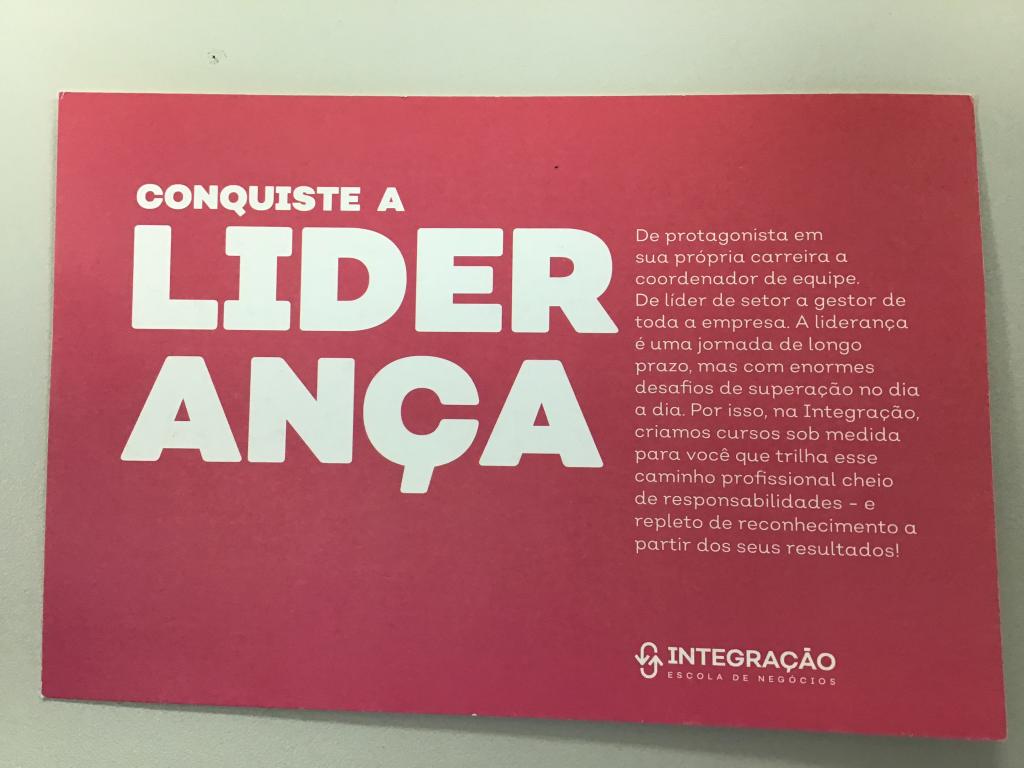 CONQUISTE A
LIDER
ANÇA
De protagonista em
sua própria carreira a
coordenador de equipe.
De líder de setor a gestor de
toda a empresa. A liderança
é uma jornada de longo
prazo, mas com enormes
desafios de superação no dia
a dia. Por isso, na Integração,
criamos cursos sob medida
para você que trilha esse
caminho profissional cheio
de responsabilidades - e
repleto de reconhecimento a
partir dos seus resultados!
INTEGRAÇÃO
ESCOLA DE NEGÓCIOS